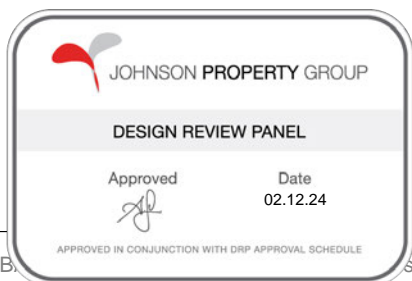 JOHNSON PROPERTY GROUP
DESIGN REVIEW PANEL
Approved Date
02.12.24
APPROVED IN CONJUNCTION WITH DRP APPROVAL SCHEDULE